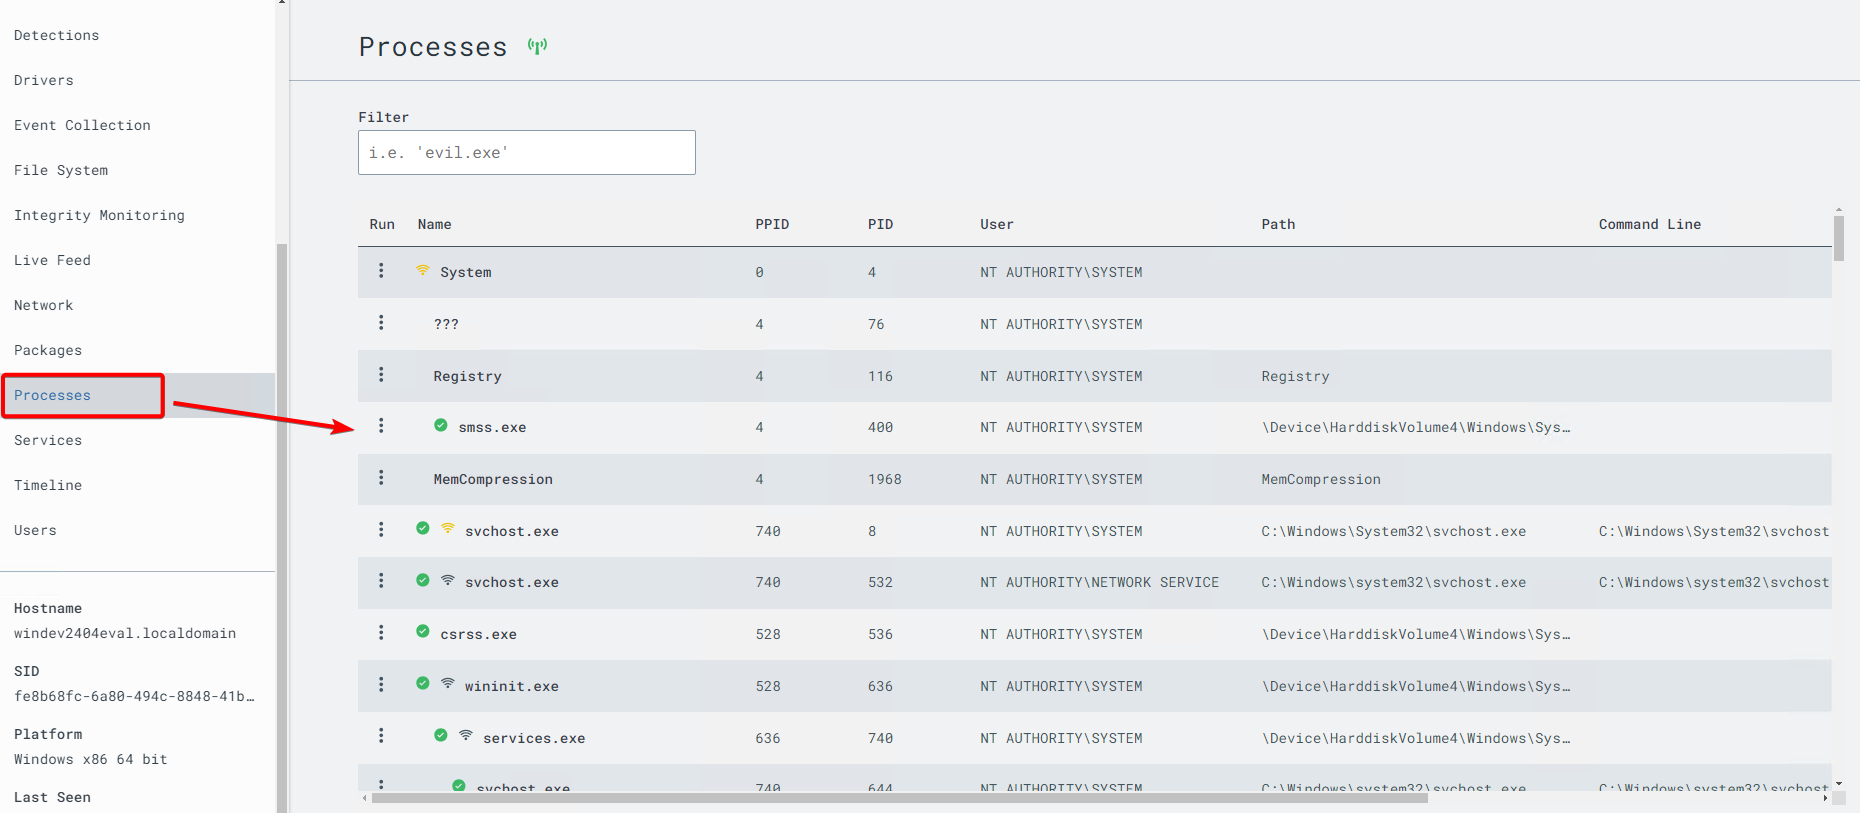 Detections
Drivers
Event Collection
File System
Integrity Monitoring
Live Feed
Network
Packages
Processes
Services
Timeline
Users
Hostname
windev2404eval.localdomain
SID
fe8b68fc-6a80-494c-8848-41b…
Platform
Windows x86 64 bit
Last Seen
Processes
Filter
i.e. 'evil.exe'
Run Name PPID PID User Path Command Line
System 0 4 NT AUTHORITY\SYSTEM
??? 4 76 NT AUTHORITY\SYSTEM
Registry 4 116 NT AUTHORITY\SYSTEM Registry
smss.exe 4 400 NT AUTHORITY\SYSTEM \Device\HarddiskVolume4\Windows\Sys…
MemCompression 4 1968 NT AUTHORITY\SYSTEM MemCompression
svchost.exe 740 8 NT AUTHORITY\SYSTEM C:\Windows\System32\svchost.exe C:\Windows\System32\svchost
svchost.exe 740 532 NT AUTHORITY\NETWORK SERVICE C:\Windows\system32\svchost.exe C:\Windows\system32\svchost
csrss.exe 528 536 NT AUTHORITY\SYSTEM \Device\HarddiskVolume4\Windows\Sys…
wininit.exe 528 636 NT AUTHORITY\SYSTEM \Device\HarddiskVolume4\Windows\Sys…
services.exe 636 740 NT AUTHORITY\SYSTEM \Device\HarddiskVolume4\Windows\Sys…
svchost.exe 740 644 NT AUTHORITY\SYSTEM C:\Windows\system32\svchost.exe C:\Windows\system32\svchost